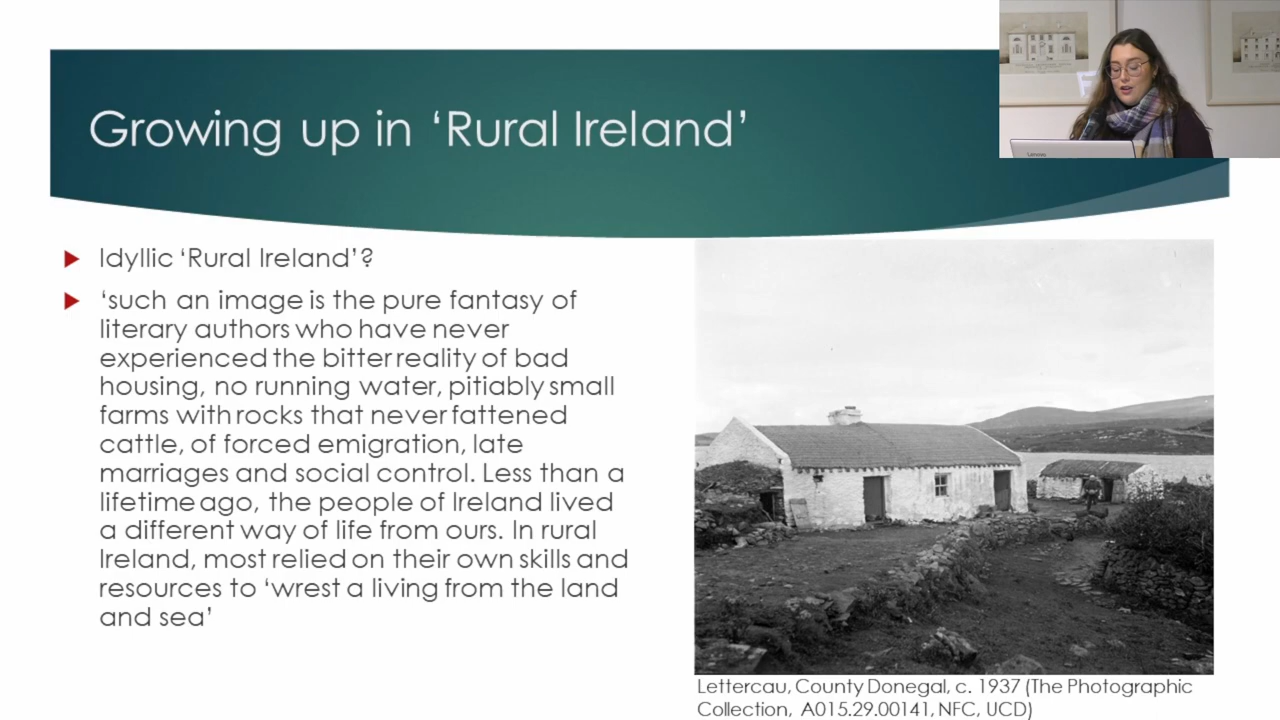 Growing up in ‘Rural Ireland’
Idyllic ‘Rural Ireland’?
‘such an image is the pure fantasy of
literary authors who have never
experienced the bitter reality of bad
housing, no running water, pitiably small
farms with rocks that never fattened
cattle, of forced emigration, late
marriages and social control. Less than a
lifetime ago, the people of Ireland lived
a different way of life from ours. In rural
Ireland, most relied on their own skills and
resources to ‘wrest a living from the land
and sea’
Lettercau, County Donegal, c. 1937 (The Photographic
Collection, A015.29.00141, NFC, UCD)
Lenovo